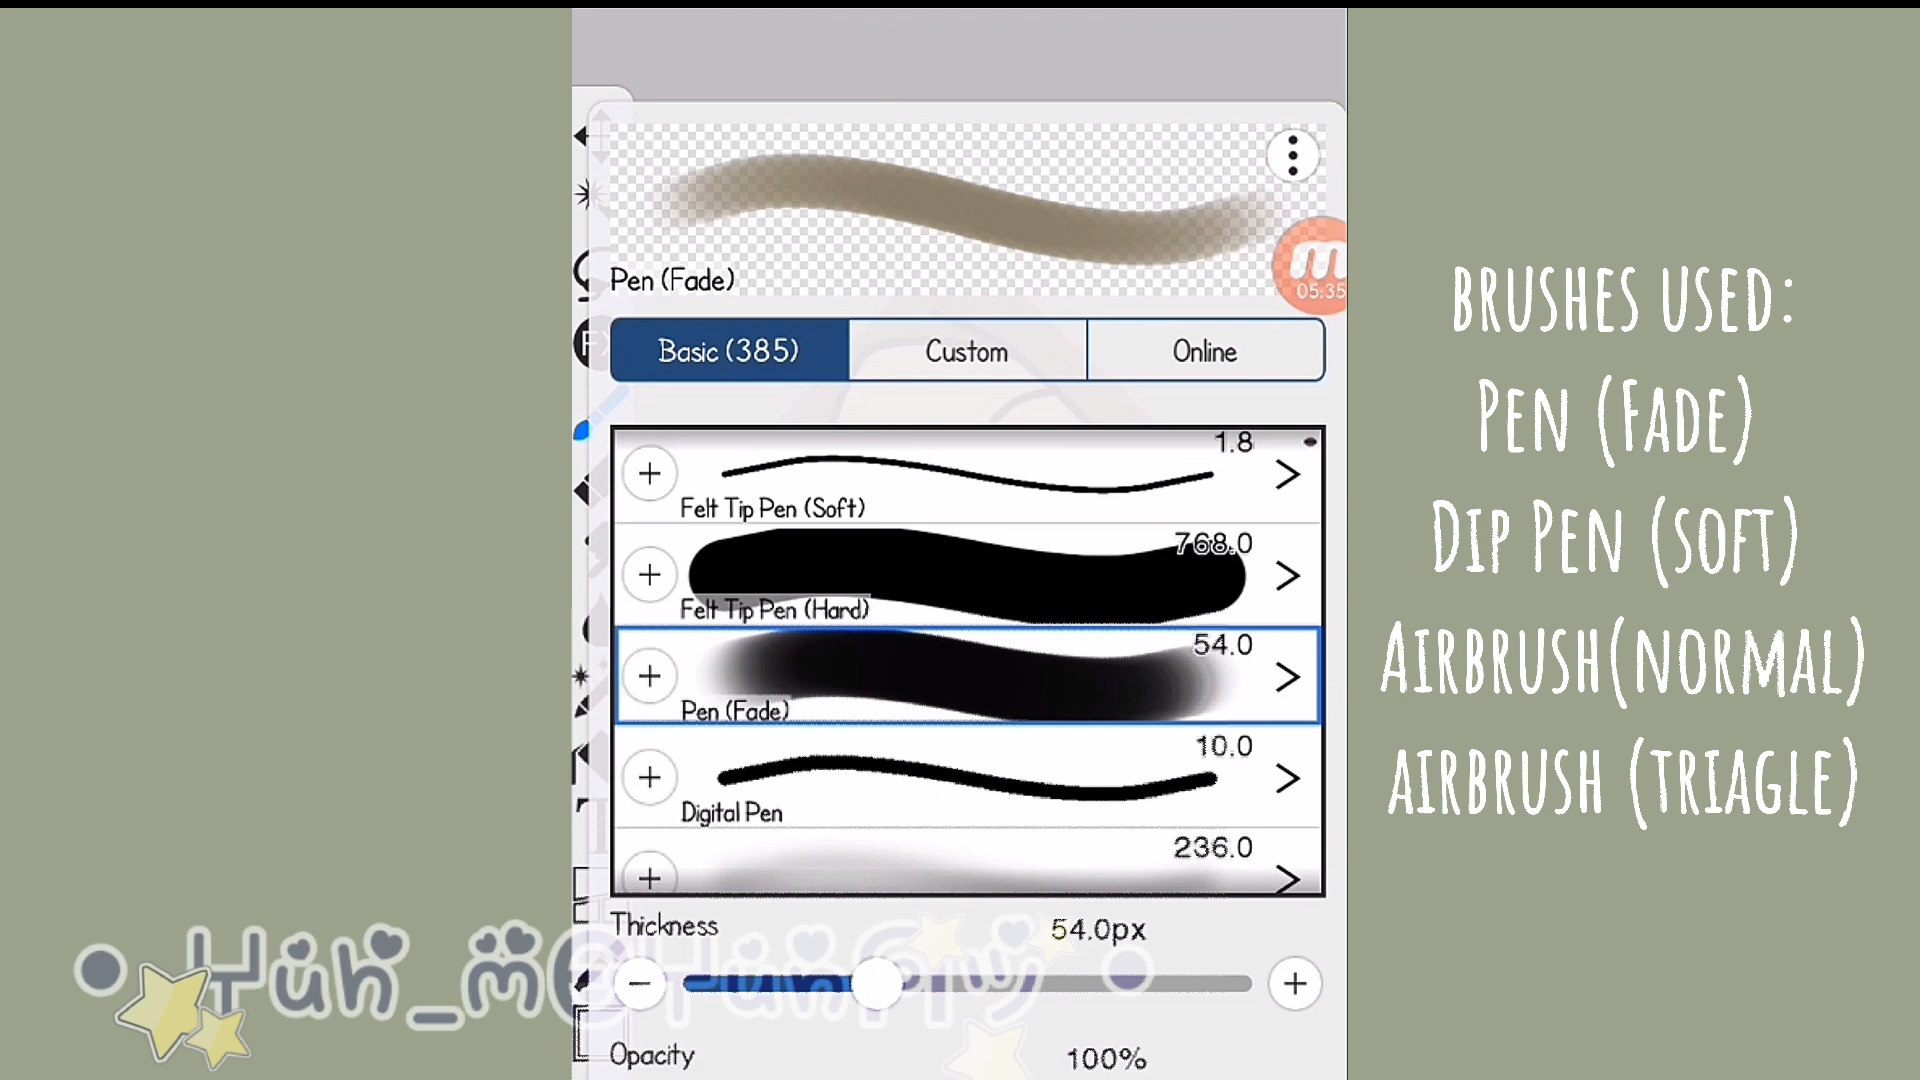 Pen (Fade)
05:35
Basic (385)
Custom
Online
1.8
Felt Tip Pen (Soft)
768.0
Felt Tip Pen (Hard)
54.0
Pen (Fade)
10.0
Digital Pen
236.0
Thickness
54.0px
Opacity
100%
BRUSHES USED:
PEN (FADE)
DIP PEN (SOFT)
AIRBRUSH(NORMAL)
AIRBRUSH (TRIAGLE)